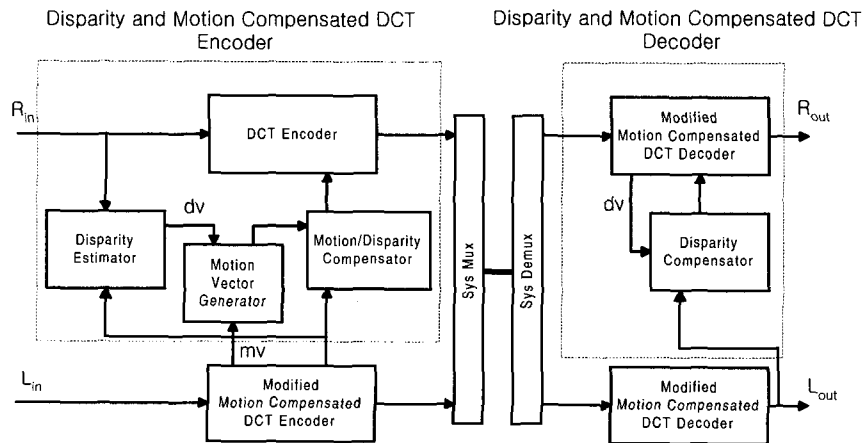 Disparity and Motion Compensated DCT
Encoder
Disparity and Motion Compensated DCT
Decoder
R_in
DCT Encoder
Modified
Motion Compensated
DCT Decoder
R_out
dv
dv
Disparity
Estimator
Motion
Vector
Generator
Motion/Disparity
Compensator
Sys Mux
Sys Demux
Disparity
Compensator
mv
L_in
Modified
Motion Compensated
DCT Encoder
Modified
Motion Compensated
DCT Decoder
L_out